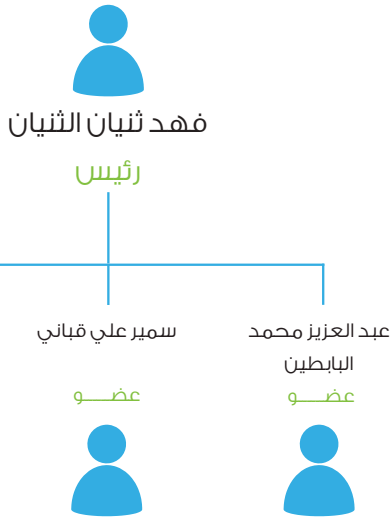 فهد ثنيان الثنيان
رئيس
عبد العزيز محمد
البابطين
عضـــو
سمير علي قباني
عضـــو